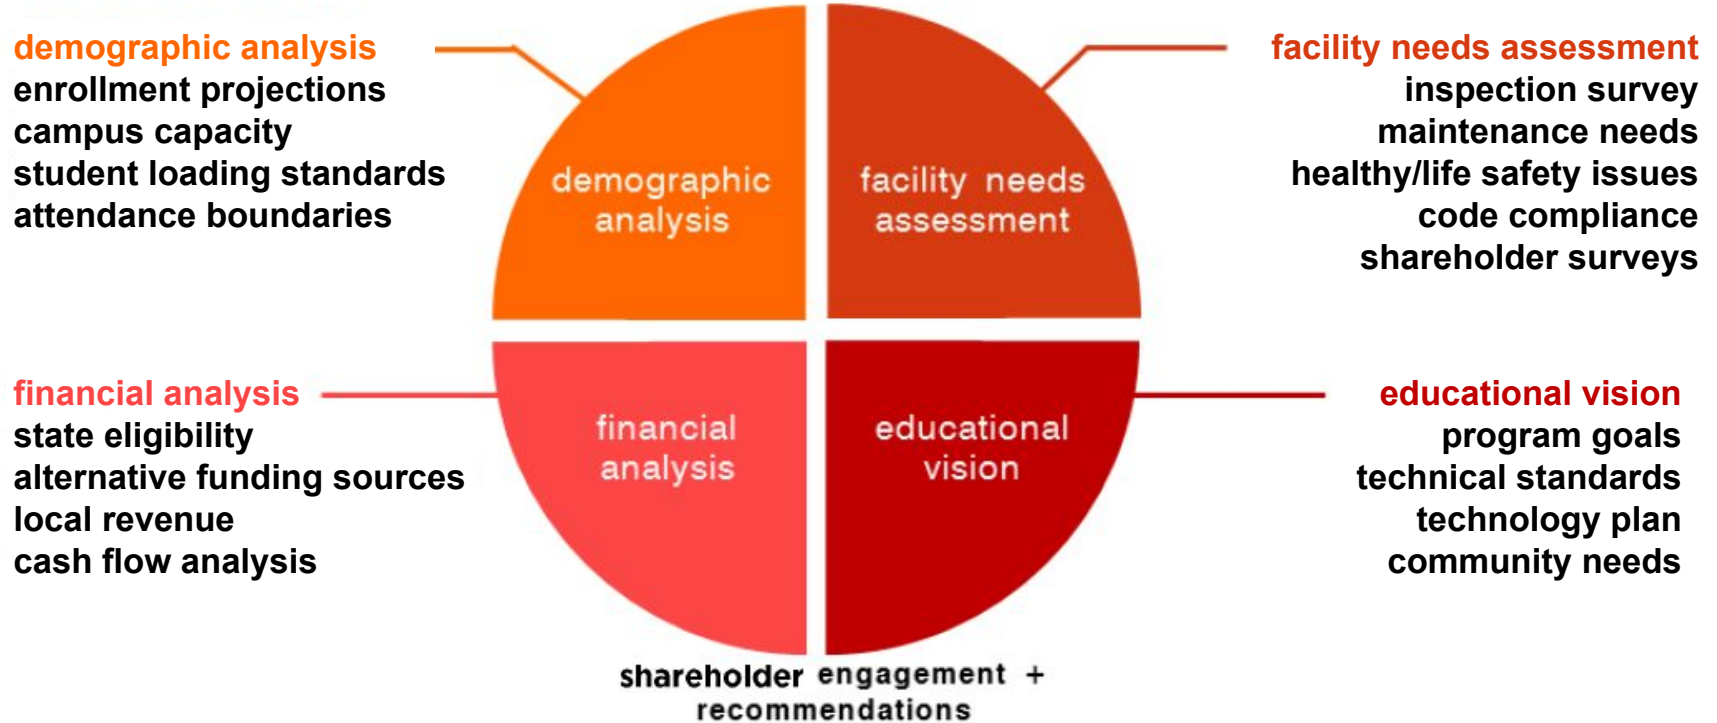 demographic analysis
enrollment projections
campus capacity
student loading standards
attendance boundaries
demographic
analysis
facility needs
assessment
facility needs assessment
inspection survey
maintenance needs
healthy/life safety issues
code compliance
shareholder surveys
financial analysis
state eligibility
alternative funding sources
local revenue
cash flow analysis
financial
analysis
educational
vision
educational vision
program goals
technical standards
technology plan
community needs
shareholder engagement +
recommendations